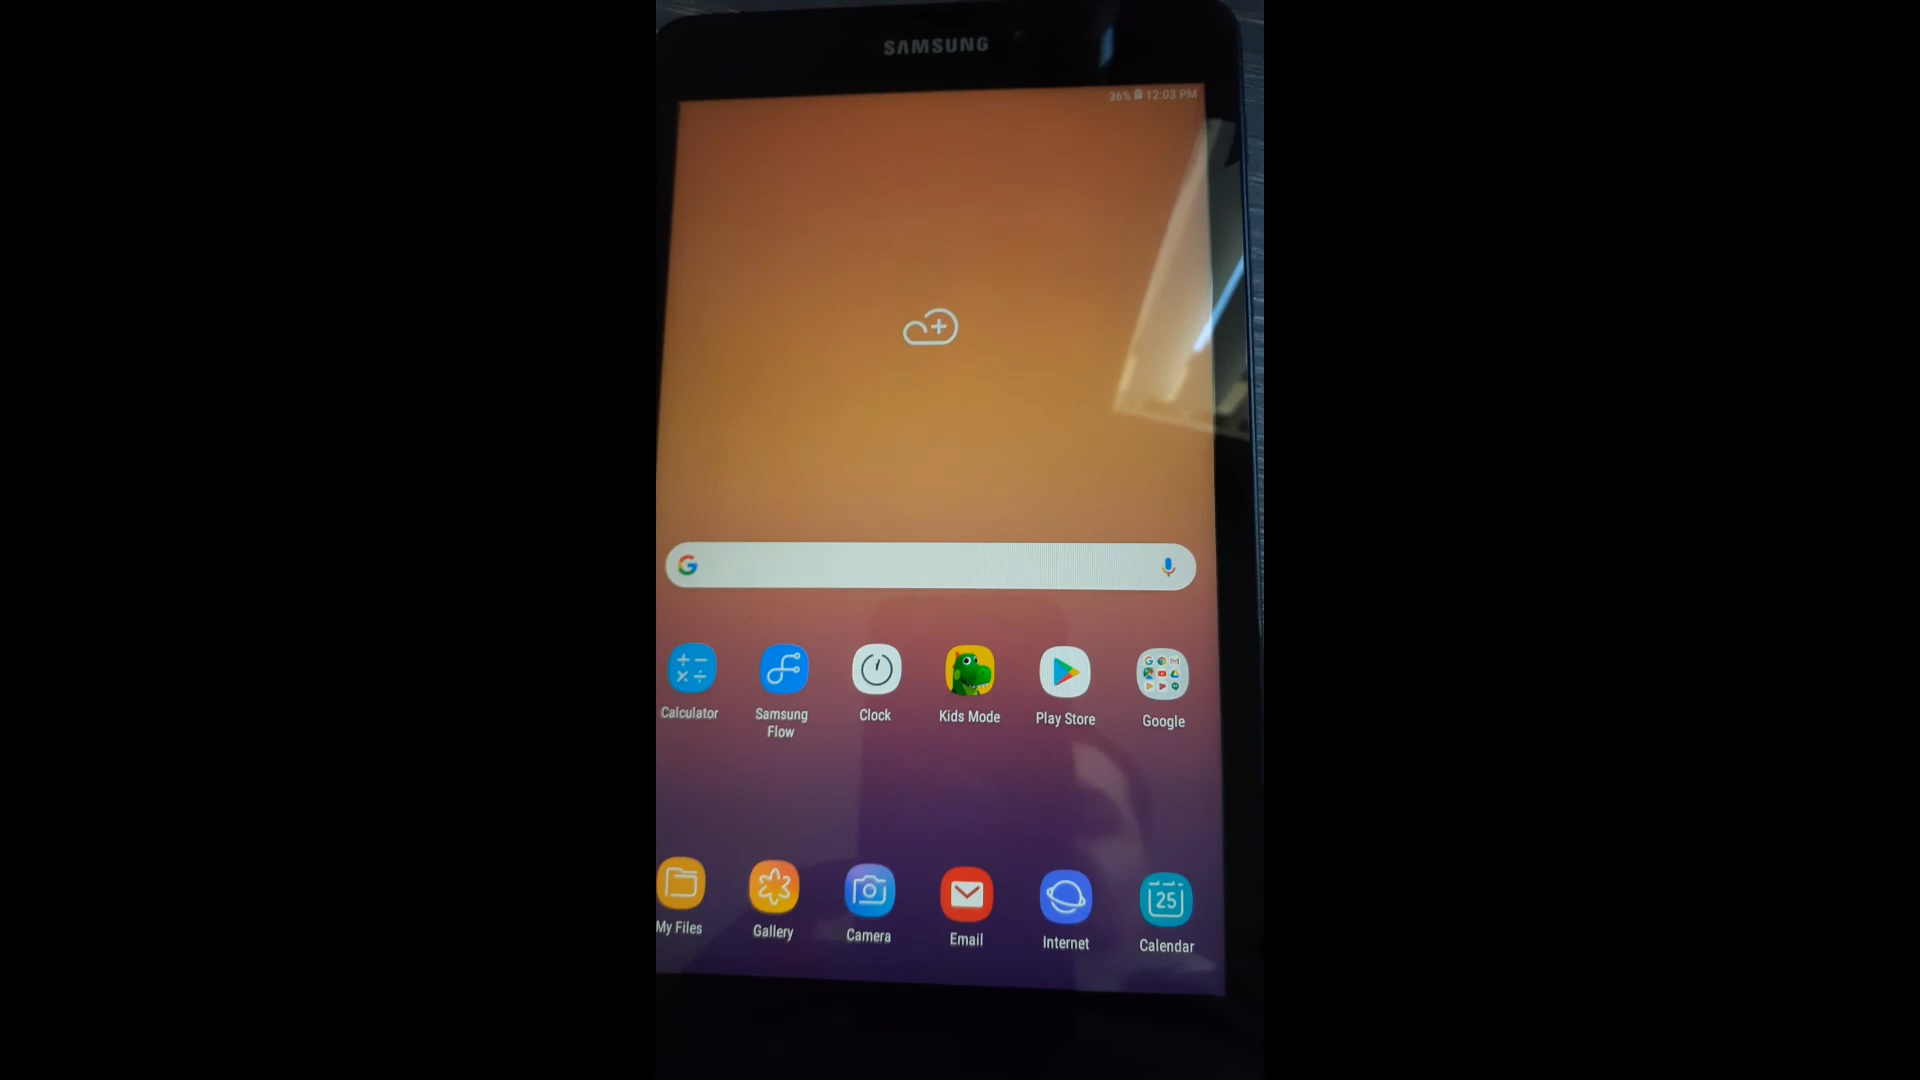 SAMSUNG
36% 12:03 PM
Calculator
Samsung
Flow
Clock
Kids Mode
Play Store
Google
My Files
Gallery
Camera
Email
Internet
25
Calendar